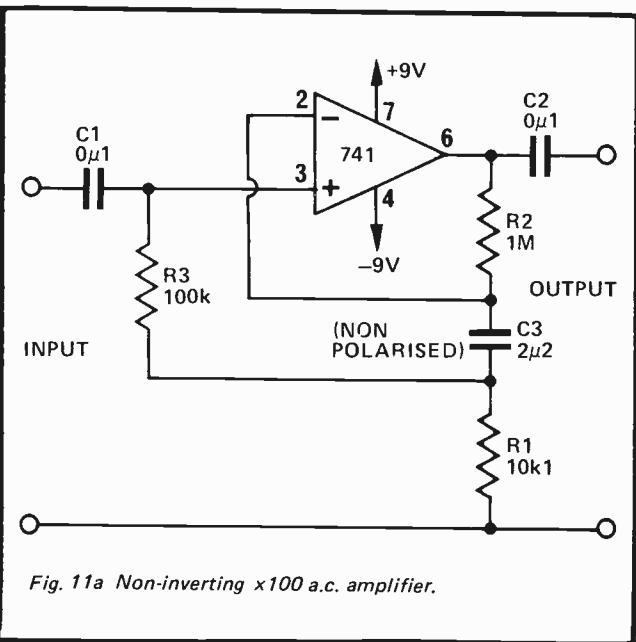 +9V
2
7
C2
0μ1
C1
0μ1
6
741
3
4
R2
1M
–9V
R3
100k
OUTPUT
(NON
POLARISED)
C3
2μ2
INPUT
R1
10k1
Fig. 11a Non-inverting x100 a.c. amplifier.